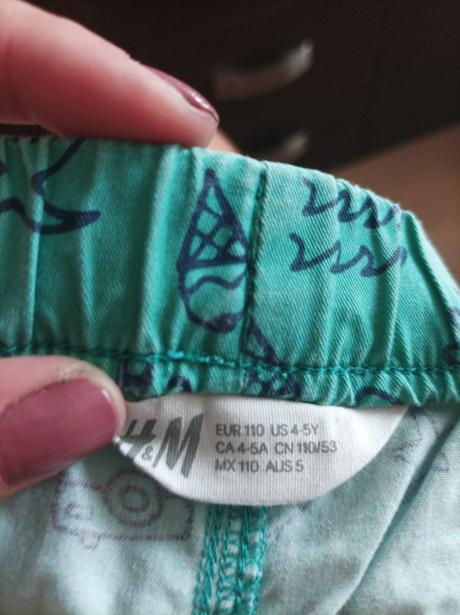 H&M
EUR 110 US 4-5Y
CA 4-5A CN 110/53
MX 110 AUS 5